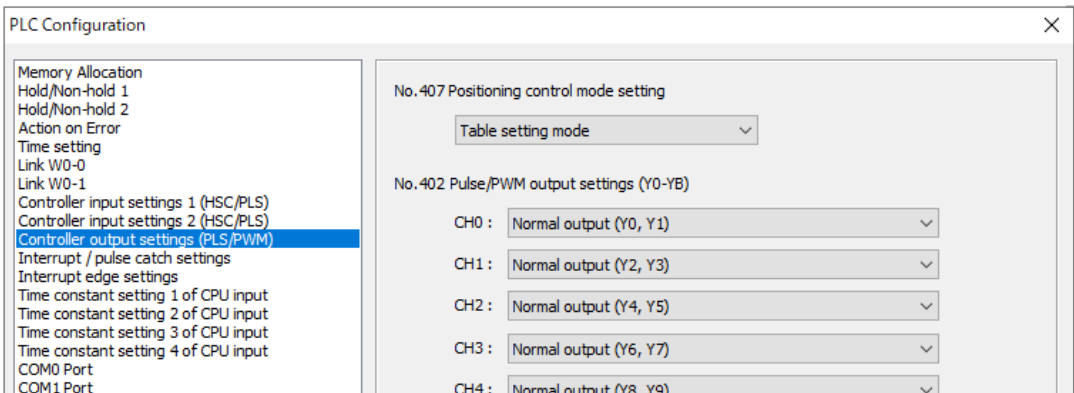 PLC Configuration
Memory Allocation
Hold/Non-hold 1
Hold/Non-hold 2
Action on Error
Time setting
Link W0-0
Link W0-1
Controller input settings 1 (HSC/PLS)
Controller input settings 2 (HSC/PLS)
Controller output settings (PLS/PWM)
Interrupt / pulse catch settings
Interrupt edge settings
Time constant setting 1 of CPU input
Time constant setting 2 of CPU input
Time constant setting 3 of CPU input
Time constant setting 4 of CPU input
COM0 Port
COM1 Port
No.407 Positioning control mode setting
Table setting mode
No.402 Pulse/PWM output settings (Y0-YB)
CH0 : Normal output (Y0, Y1)
CH1 : Normal output (Y2, Y3)
CH2 : Normal output (Y4, Y5)
CH3 : Normal output (Y6, Y7)
CH4 : Normal output (Y8, Y9)